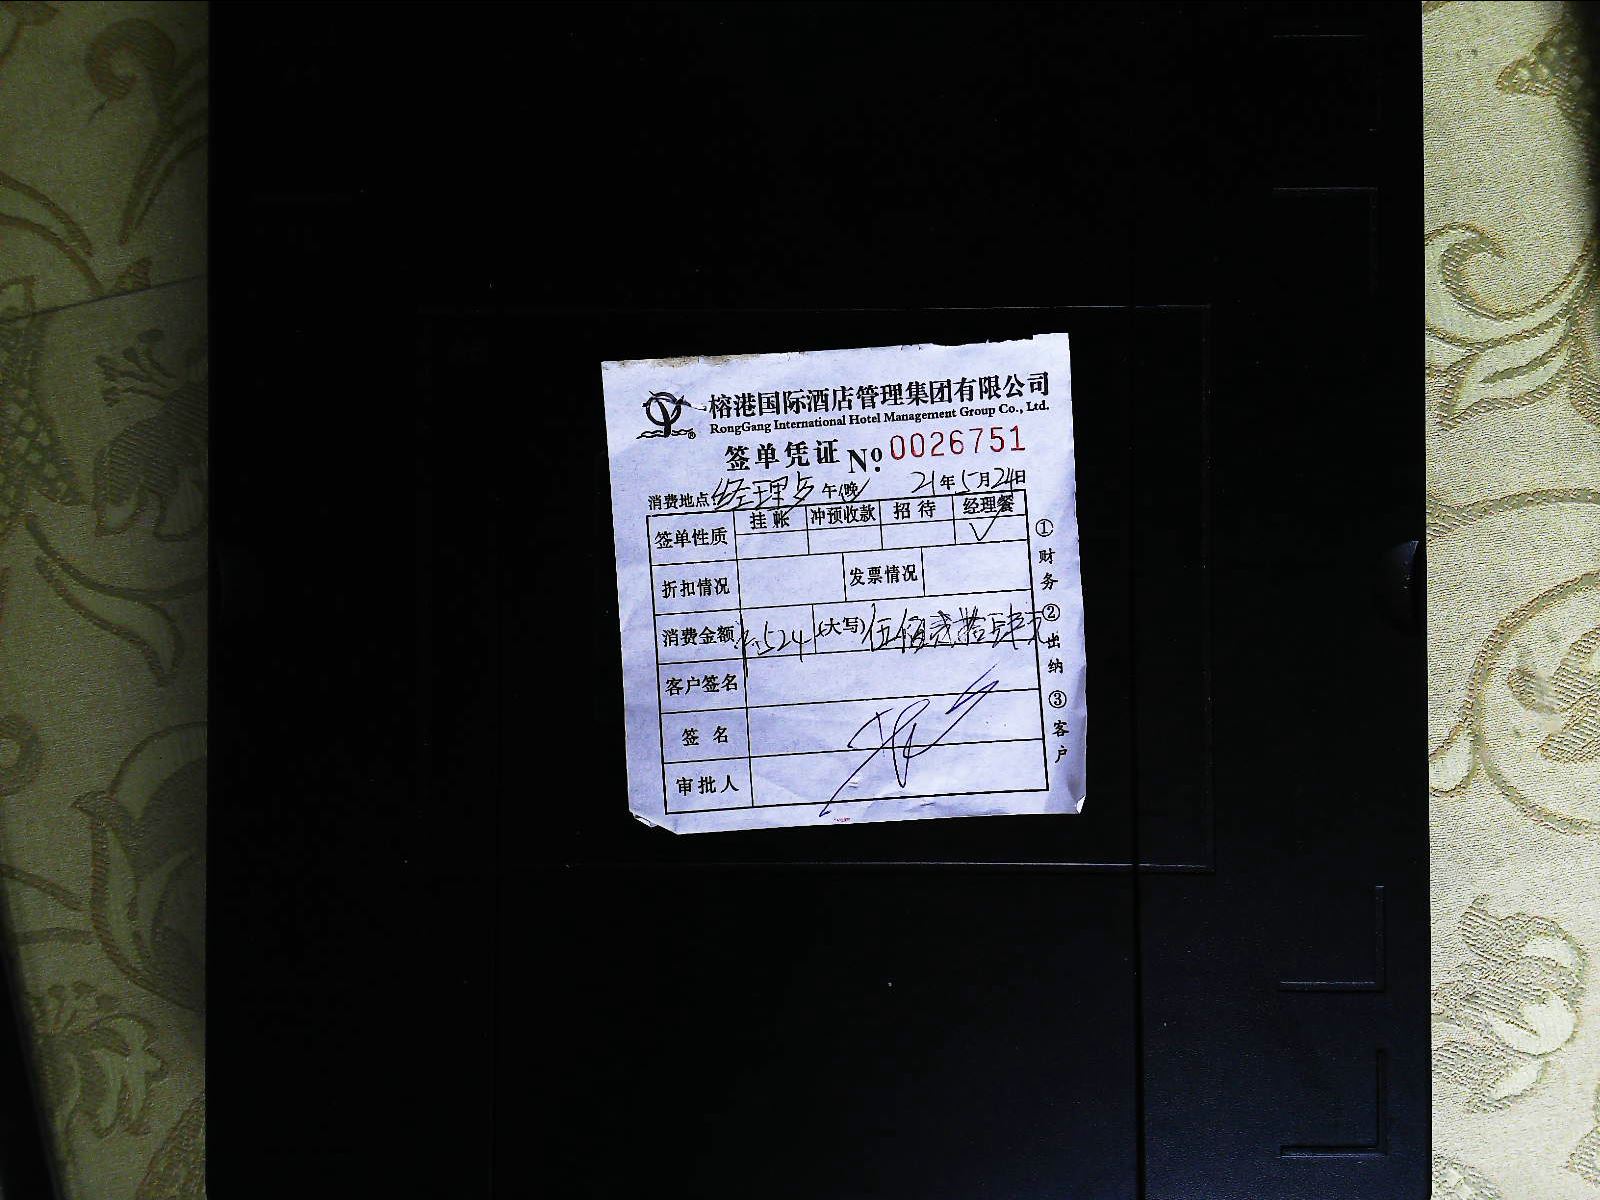 榕港国际酒店管理集团有限公司
RongGang International Hotel Management Group Co., Ltd.
签单凭证 No. 0026751
消费地点 经理 午(晚) 21年5月24日
签单性质 挂账 冲预收款 招待 经理餐
✓
折扣情况 发票情况
消费金额 524 (大写) 伍佰贰拾肆元
客户签名
签名
审批人
①财务 ②出纳 ③客户